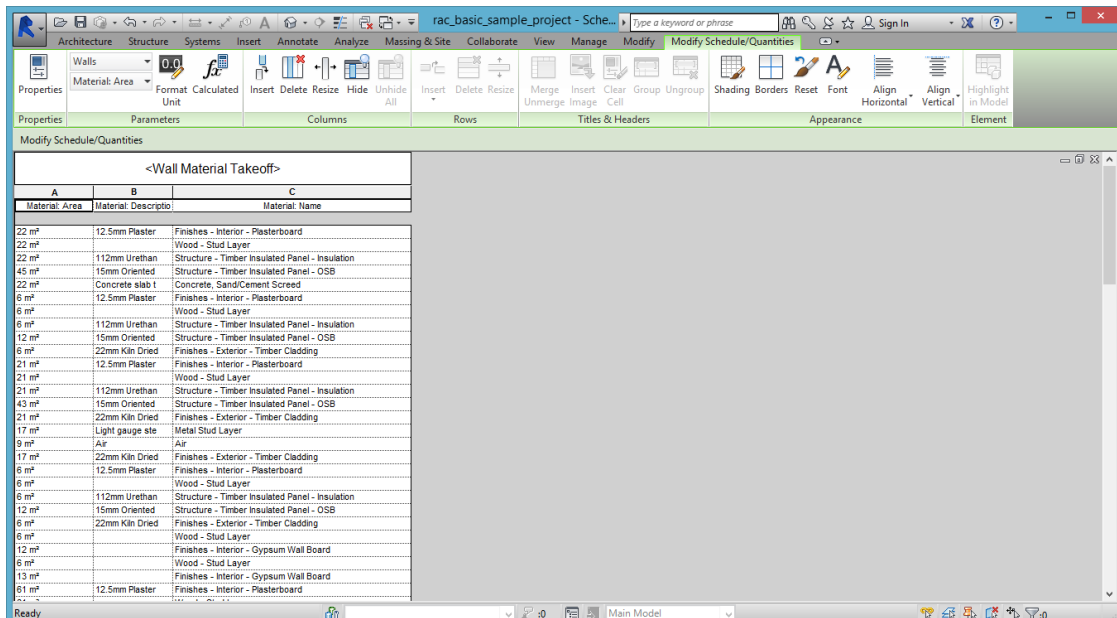 rac_basic_sample_project - Sche... Type a keyword or phrase Sign In
Architecture Structure Systems Insert Annotate Analyze Massing & Site Collaborate View Manage Modify Modify Schedule/Quantities
Walls
Material: Area
Properties Format Unit Calculated Insert Delete Resize Hide Unhide All Insert Delete Resize Merge Unmerge Insert Image Clear Cell Group Ungroup Shading Borders Reset Font Align Horizontal Align Vertical Highlight in Model
Properties Parameters Columns Rows Titles & Headers Appearance Element
Modify Schedule/Quantities
<Wall Material Takeoff>
A B C
Material: Area Material: Descriptio Material: Name
22 m² 12.5mm Plaster Finishes - Interior - Plasterboard
22 m² Wood - Stud Layer
22 m² 112mm Urethan Structure - Timber Insulated Panel - Insulation
45 m² 15mm Oriented Structure - Timber Insulated Panel - OSB
22 m² Concrete slab t Concrete, Sand/Cement Screed
6 m² 12.5mm Plaster Finishes - Interior - Plasterboard
6 m² Wood - Stud Layer
6 m² 112mm Urethan Structure - Timber Insulated Panel - Insulation
12 m² 15mm Oriented Structure - Timber Insulated Panel - OSB
6 m² 22mm Kiln Dried Finishes - Exterior - Timber Cladding
21 m² 12.5mm Plaster Finishes - Interior - Plasterboard
21 m² Wood - Stud Layer
21 m² 112mm Urethan Structure - Timber Insulated Panel - Insulation
43 m² 15mm Oriented Structure - Timber Insulated Panel - OSB
21 m² 22mm Kiln Dried Finishes - Exterior - Timber Cladding
17 m² Light gauge ste Metal Stud Layer
9 m² Air Air
17 m² 22mm Kiln Dried Finishes - Exterior - Timber Cladding
6 m² 12.5mm Plaster Finishes - Interior - Plasterboard
6 m² Wood - Stud Layer
6 m² 112mm Urethan Structure - Timber Insulated Panel - Insulation
12 m² 15mm Oriented Structure - Timber Insulated Panel - OSB
6 m² 22mm Kiln Dried Finishes - Exterior - Timber Cladding
6 m² Wood - Stud Layer
12 m² Finishes - Interior - Gypsum Wall Board
6 m² Wood - Stud Layer
13 m² Finishes - Interior - Gypsum Wall Board
61 m² 12.5mm Plaster Finishes - Interior - Plasterboard
Ready :0 Main Model :0